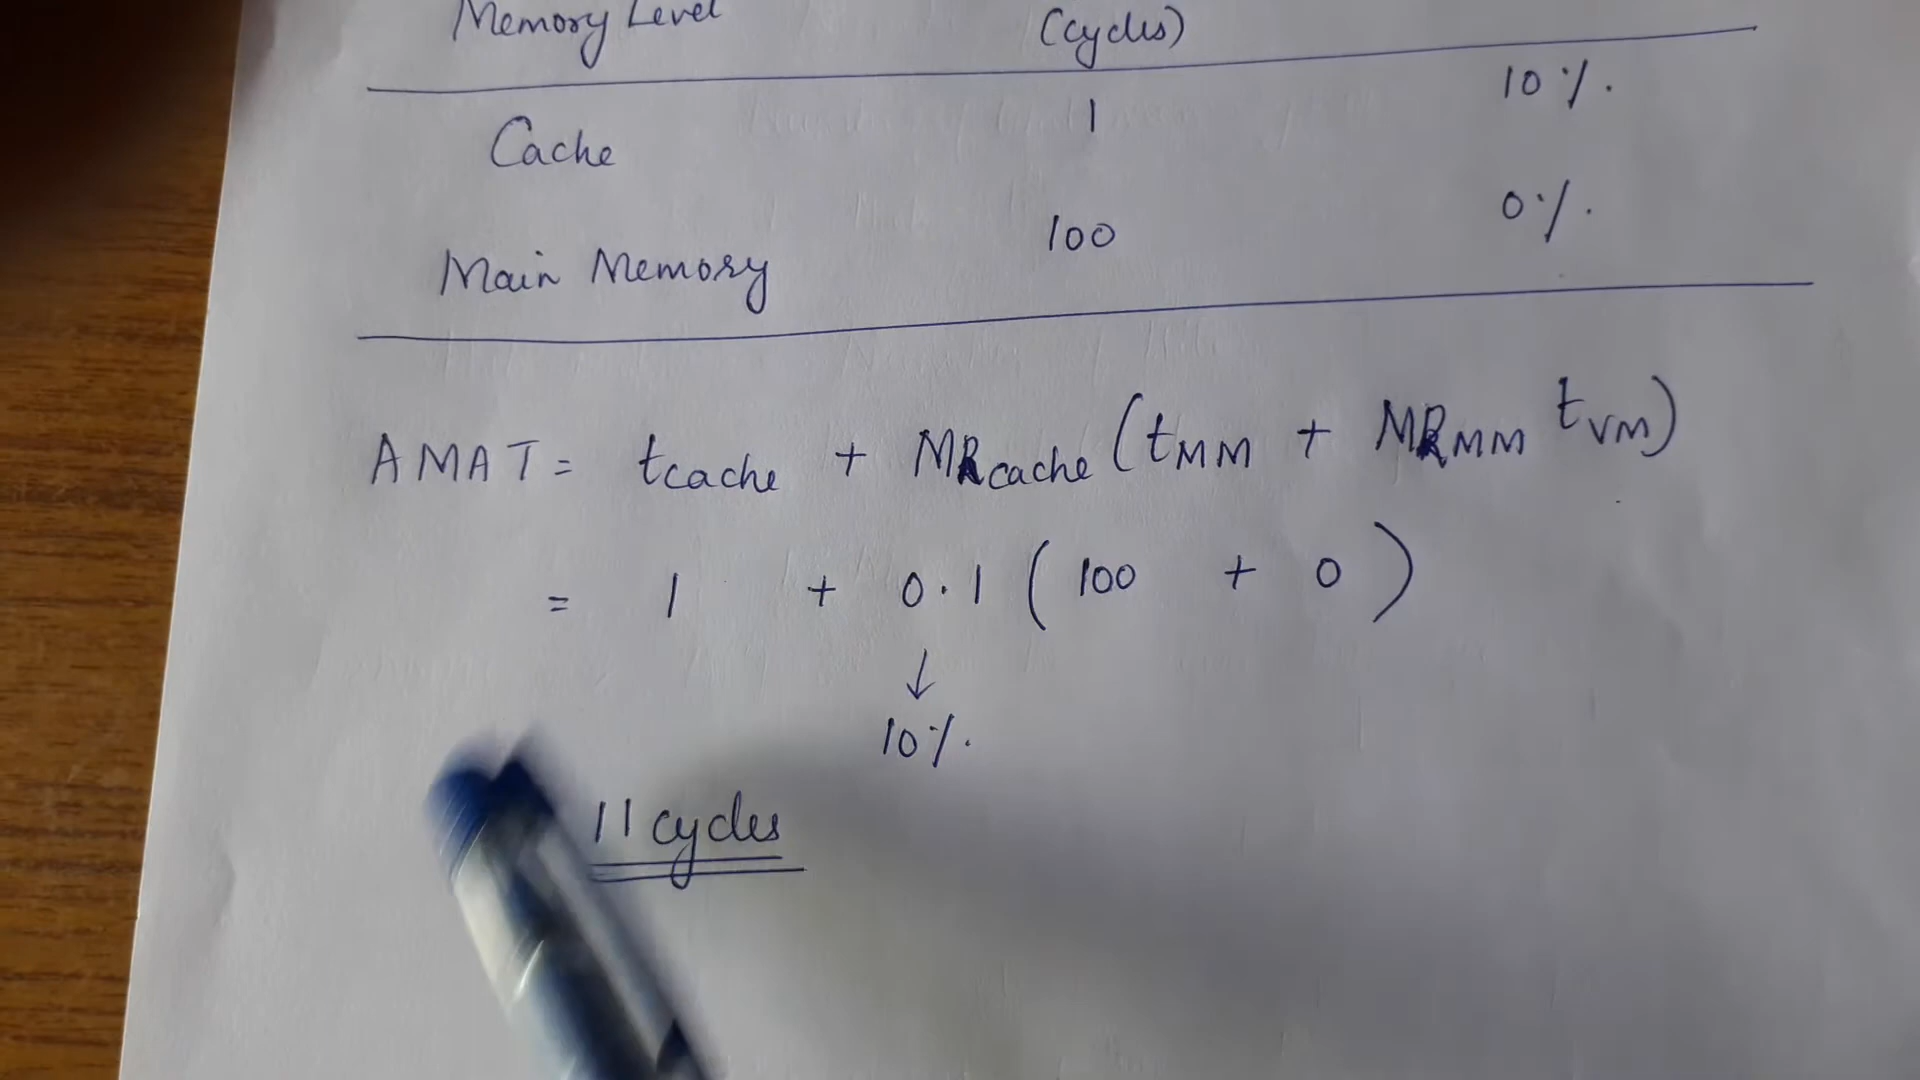 Memory Level (cycles)
Cache 1 10%.
Main Memory 100 0%.
AMAT = tcache + MRcache (tMM + MRMM tVM)
= 1 + 0.1 (100 + 0)
↓
10%.
11 cycles